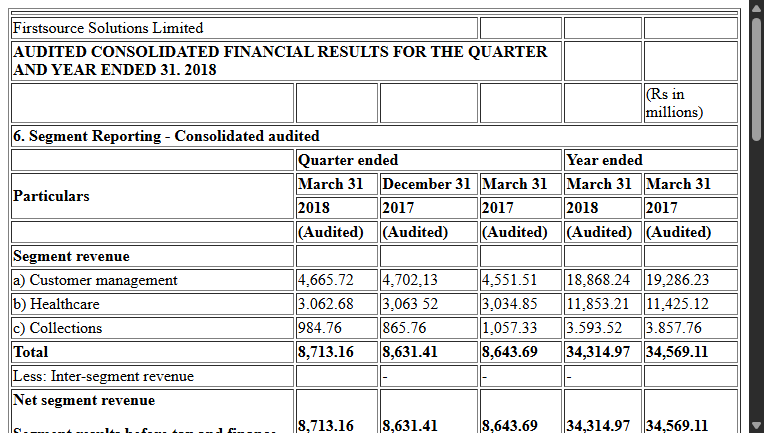 Firstsource Solutions Limited
AUDITED CONSOLIDATED FINANCIAL RESULTS FOR THE QUARTER
AND YEAR ENDED 31. 2018
(Rs in
millions)
6. Segment Reporting - Consolidated audited
Quarter ended Year ended
Particulars
March 31 December 31 March 31 March 31 March 31
2018 2017 2017 2018 2017
(Audited) (Audited) (Audited) (Audited) (Audited)
Segment revenue
a) Customer management 4,665.72 4,702,13 4,551.51 18,868.24 19,286.23
b) Healthcare 3.062.68 3,063 52 3,034.85 11,853.21 11,425.12
c) Collections 984.76 865.76 1,057.33 3.593.52 3.857.76
Total 8,713.16 8,631.41 8,643.69 34,314.97 34,569.11
Less: Inter-segment revenue - - -
Net segment revenue
8,713.16 8,631.41 8,643.69 34,314.97 34,569.11